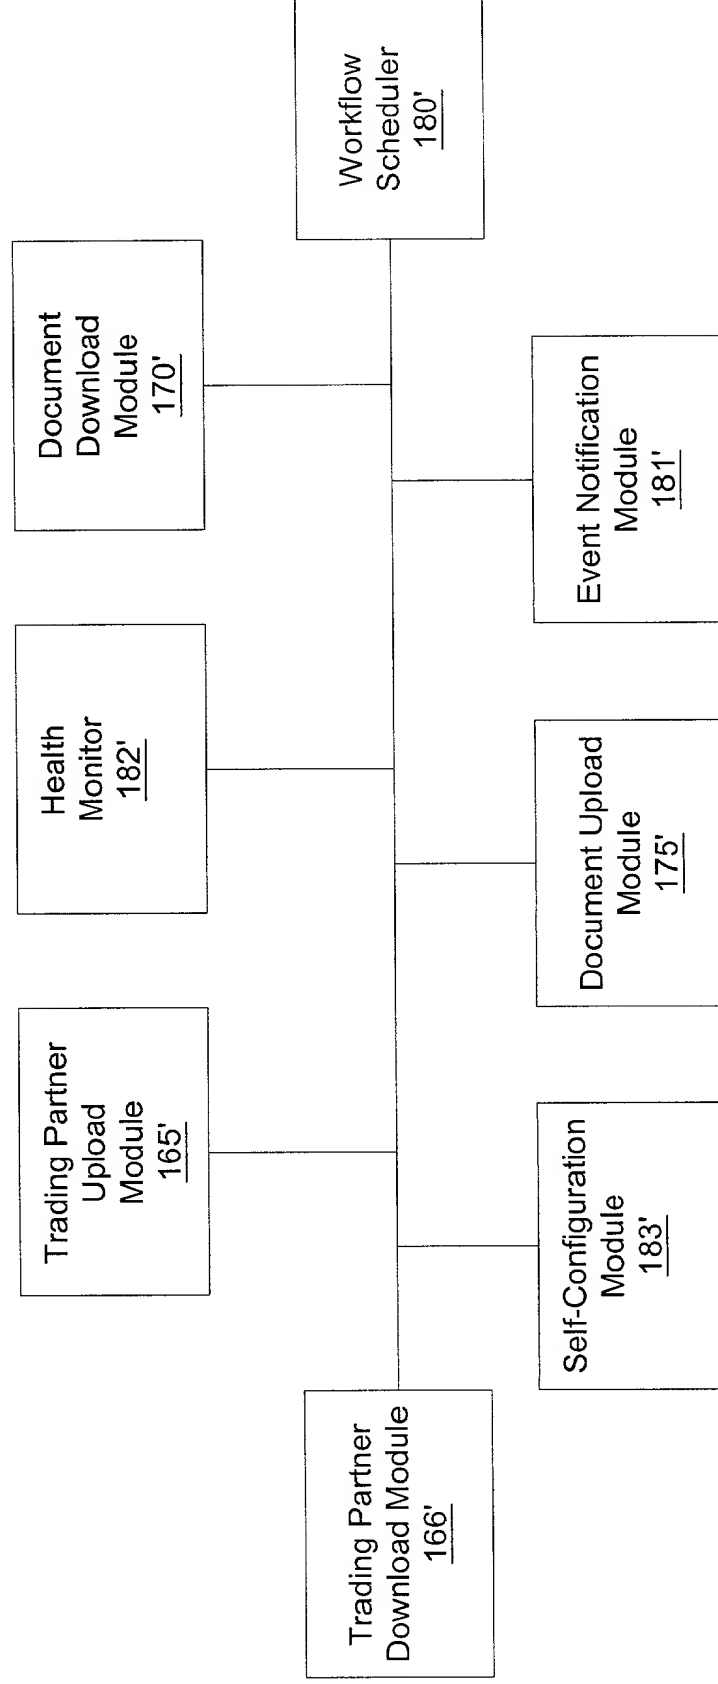 Trading Partner
Upload
Module
165'
Health
Monitor
182'
Document
Download
Module
170'
Trading Partner
Download Module
166'
Workflow
Scheduler
180'
Self-Configuration
Module
183'
Document Upload
Module
175'
Event Notification
Module
181'